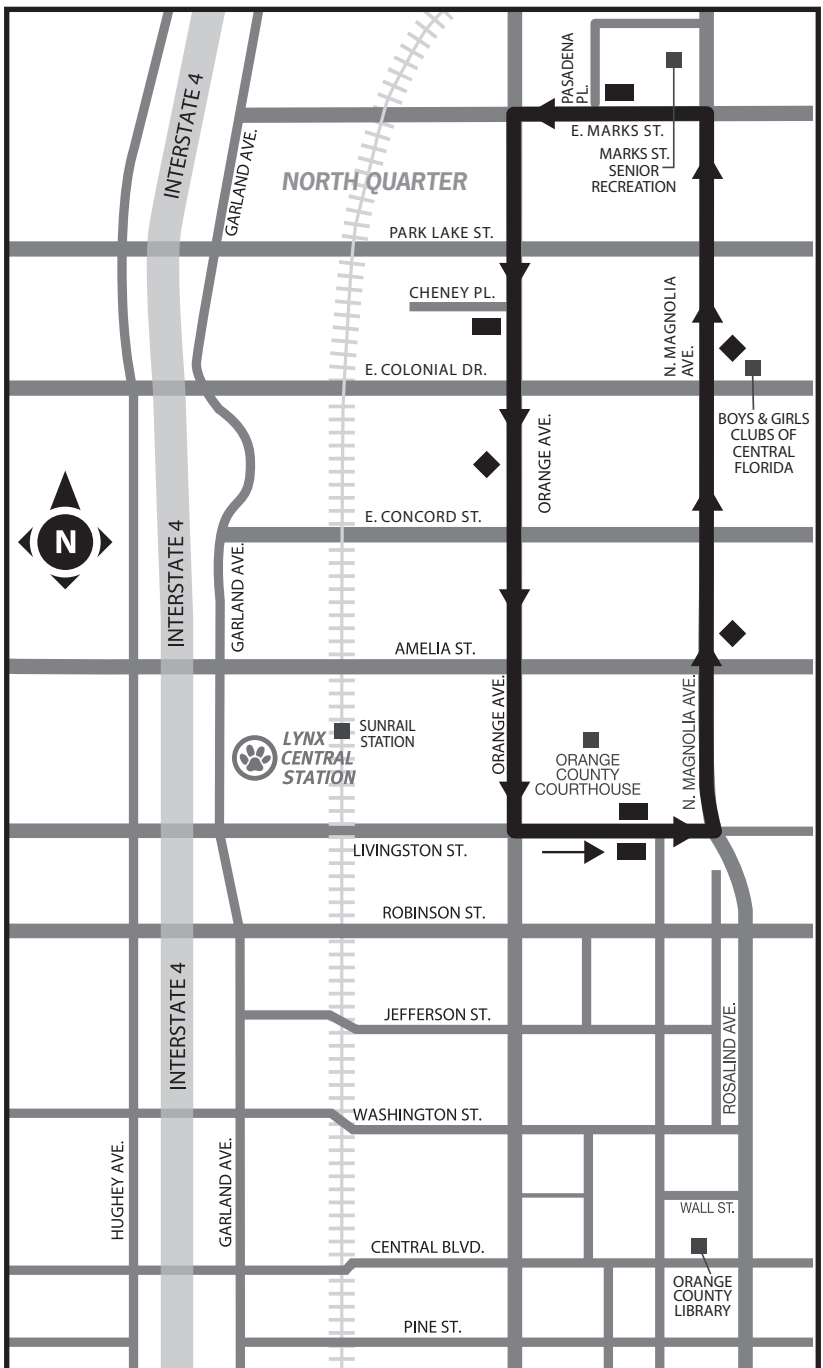 PASADENA
PL.
E. MARKS ST.
MARKS ST.
SENIOR
RECREATION
INTERSTATE 4
GARLAND AVE.
NORTH QUARTER
PARK LAKE ST.
CHENEY PL.
N. MAGNOLIA
AVE.
E. COLONIAL DR.
BOYS & GIRLS
CLUBS OF
CENTRAL
FLORIDA
ORANGE AVE.
E. CONCORD ST.
N
INTERSTATE 4
GARLAND AVE.
AMELIA ST.
ORANGE AVE.
N. MAGNOLIA AVE.
SUNRAIL
STATION
LYNX
CENTRAL
STATION
ORANGE
COUNTY
COURTHOUSE
LIVINGSTON ST.
ROBINSON ST.
INTERSTATE 4
JEFFERSON ST.
ROSALIND AVE.
WASHINGTON ST.
HUGHEY AVE.
GARLAND AVE.
WALL ST.
CENTRAL BLVD.
ORANGE
COUNTY
LIBRARY
PINE ST.